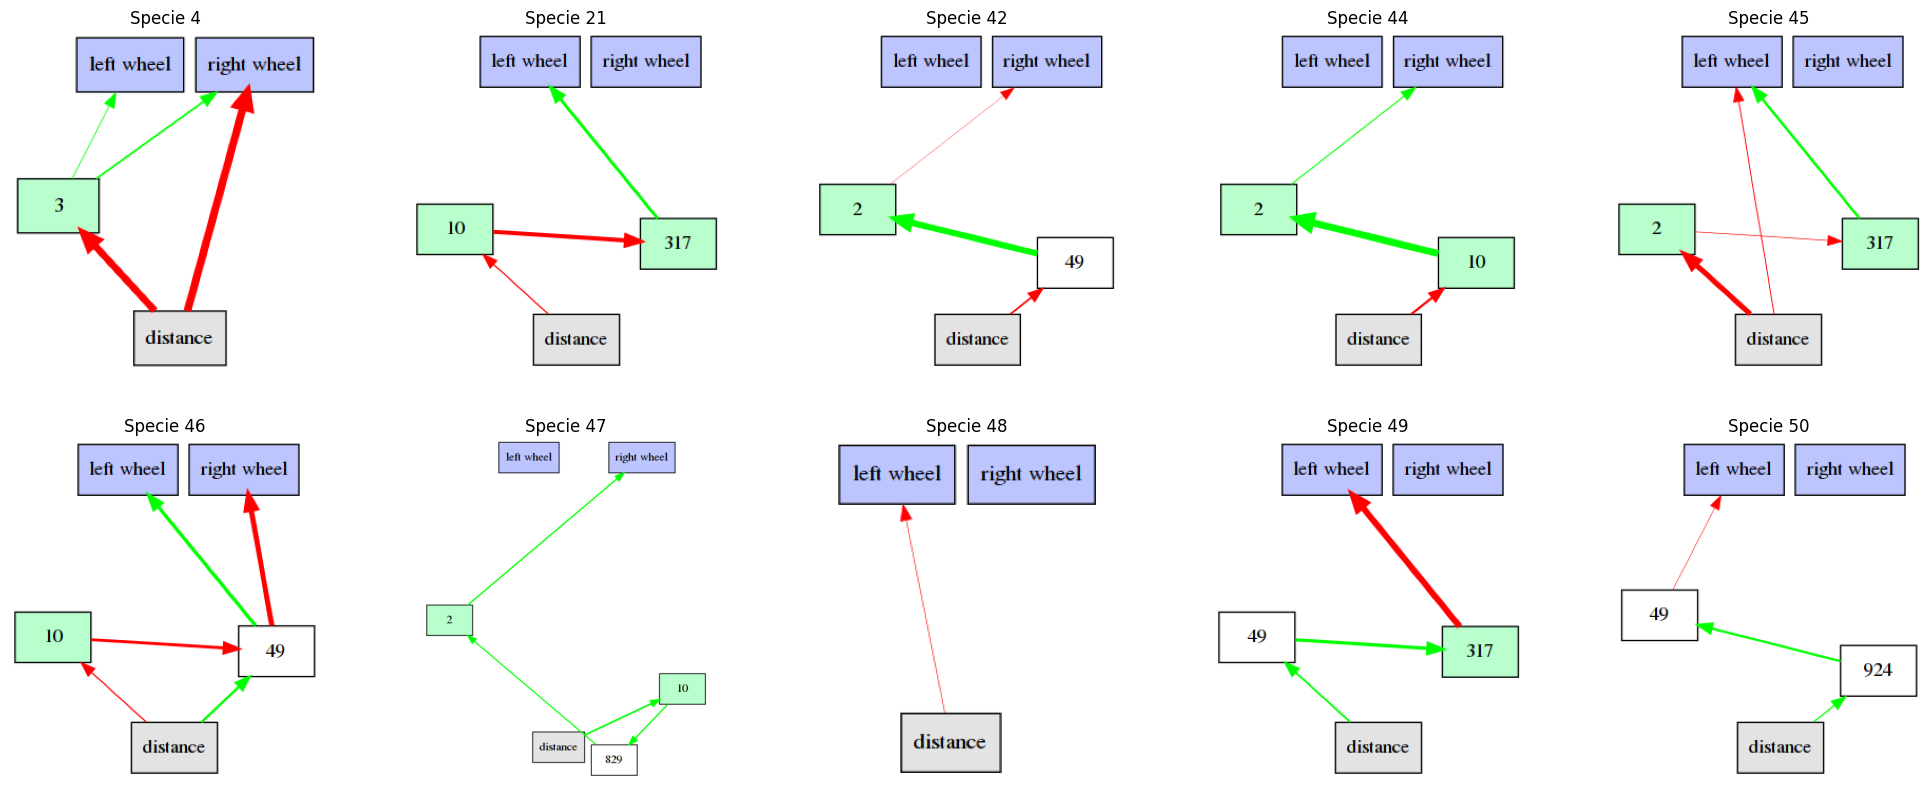 Specie 4
left wheel
right wheel
3
distance
Specie 21
left wheel
right wheel
10
317
distance
Specie 42
left wheel
right wheel
2
49
distance
Specie 44
left wheel
right wheel
2
10
distance
Specie 45
left wheel
right wheel
2
317
distance
Specie 46
left wheel
right wheel
10
49
distance
Specie 47
left wheel
right wheel
2
10
distance
829
Specie 48
left wheel
right wheel
distance
Specie 49
left wheel
right wheel
49
317
distance
Specie 50
left wheel
right wheel
49
924
distance